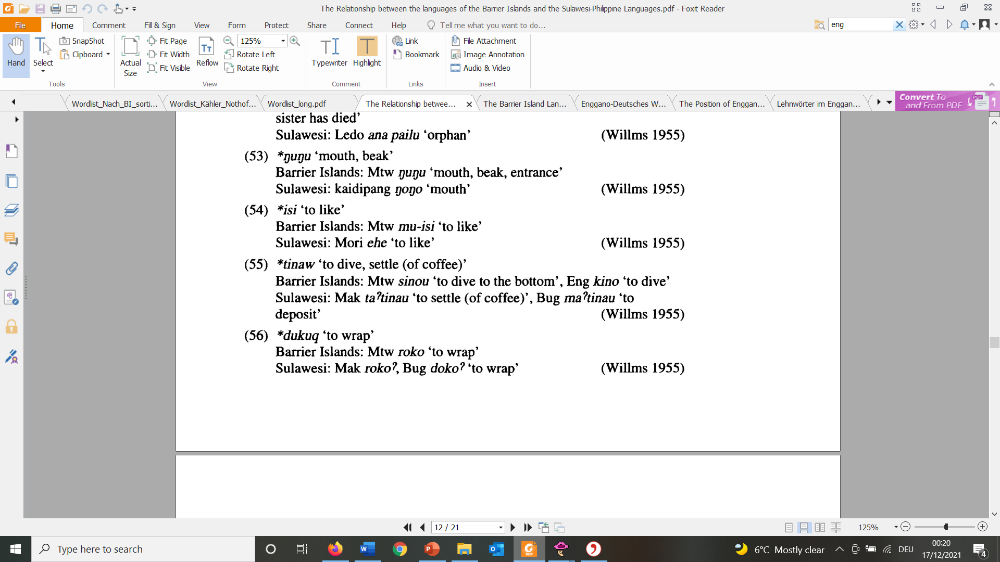 The Relationship between the languages of the Barrier Islands and the Sulawesi-Philippine Languages.pdf - Foxit Reader
File Home Comment Fill & Sign View Form Protect Share Connect Help Tell me what you want to do... eng
Hand
Select
SnapShot
Clipboard
Tools
Actual Size
Fit Page
Fit Width
Fit Visible
Reflow
125%
Rotate Left
Rotate Right
View
Typewriter
Highlight
Comment
Link
Bookmark
Links
File Attachment
Image Annotation
Audio & Video
Insert
Wordlist_Nach_BI_sorti... Wordlist_Kähler_Nothof... Wordlist_long.pdf The Relationship betwee... The Barrier Island Lan... Enggano-Deutsches W... The Position of Enggan... Lehnwörter im Enggan...
Convert To
and From PDF
PDF
sister has died’
Sulawesi: Ledo ana pailu ‘orphan’ (Willms 1955)
(53) *ŋuŋu ‘mouth, beak’
Barrier Islands: Mtw ŋuŋu ‘mouth, beak, entrance’
Sulawesi: kaidipang ŋoŋo ‘mouth’ (Willms 1955)
(54) *isi ‘to like’
Barrier Islands: Mtw mu-isi ‘to like’
Sulawesi: Mori ehe ‘to like’ (Willms 1955)
(55) *tinaw ‘to dive, settle (of coffee)’
Barrier Islands: Mtw sinou ‘to dive to the bottom’, Eng kino ‘to dive’
Sulawesi: Mak taʔtinau ‘to settle (of coffee)’, Bug maʔtinau ‘to
deposit’ (Willms 1955)
(56) *dukuq ‘to wrap’
Barrier Islands: Mtw roko ‘to wrap’
Sulawesi: Mak rokoʔ, Bug dokoʔ ‘to wrap’ (Willms 1955)
12 / 21
125%
Type here to search
6°C Mostly clear
DEU
00:20
17/12/2021
4